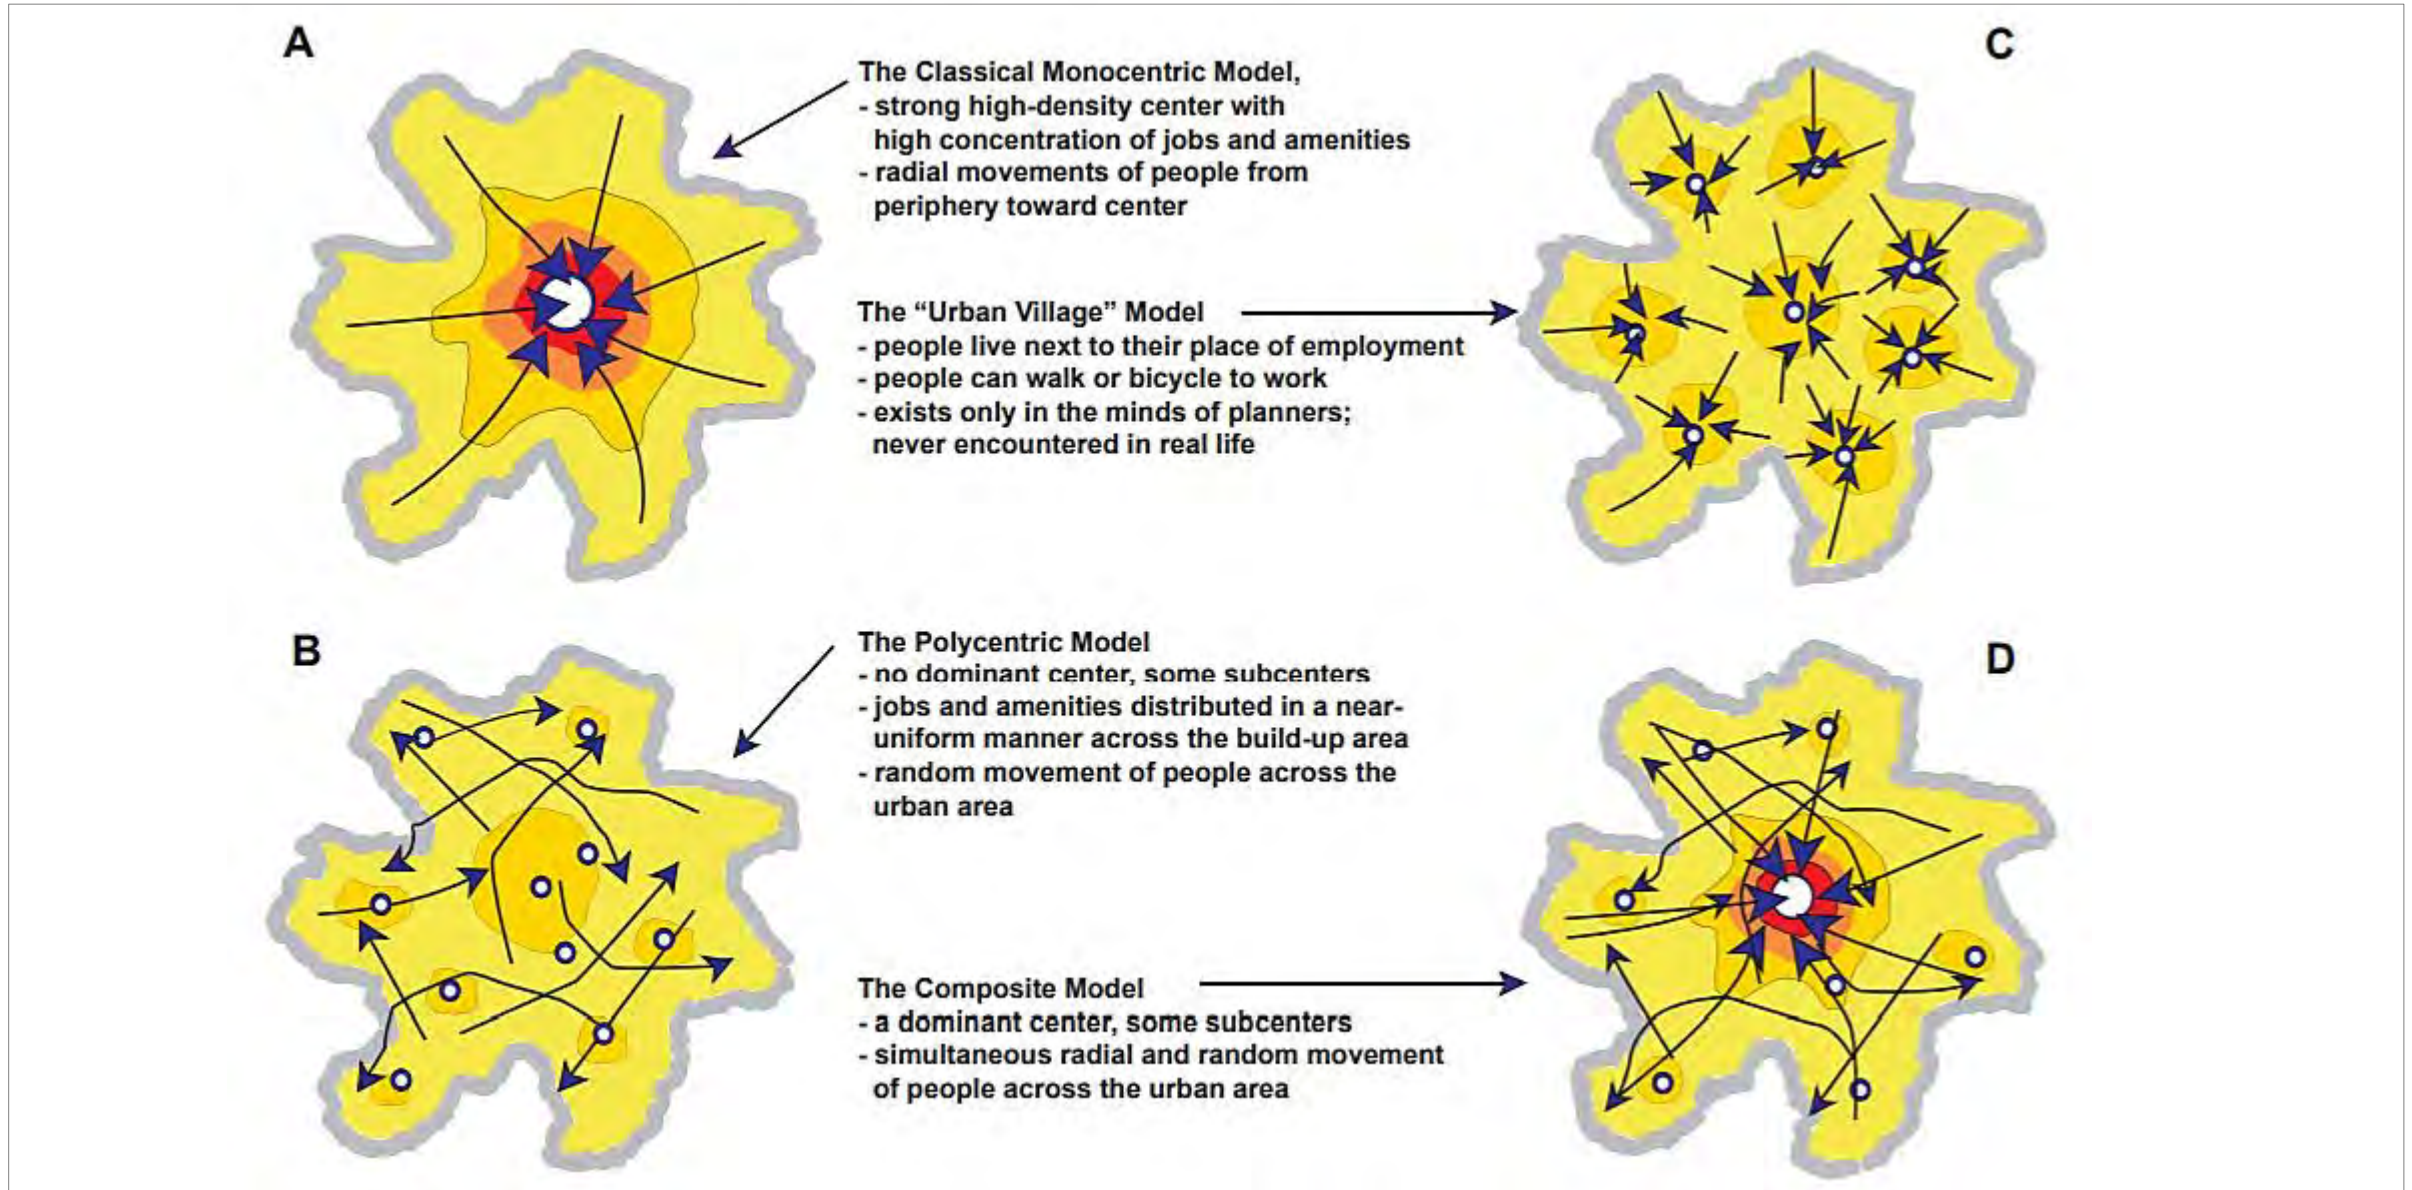 A
The Classical Monocentric Model,
- strong high-density center with
high concentration of jobs and amenities
- radial movements of people from
periphery toward center
C
The “Urban Village” Model
- people live next to their place of employment
- people can walk or bicycle to work
- exists only in the minds of planners;
never encountered in real life
B
The Polycentric Model
- no dominant center, some subcenters
- jobs and amenities distributed in a near-
uniform manner across the build-up area
- random movement of people across the
urban area
D
The Composite Model
- a dominant center, some subcenters
- simultaneous radial and random movement
of people across the urban area